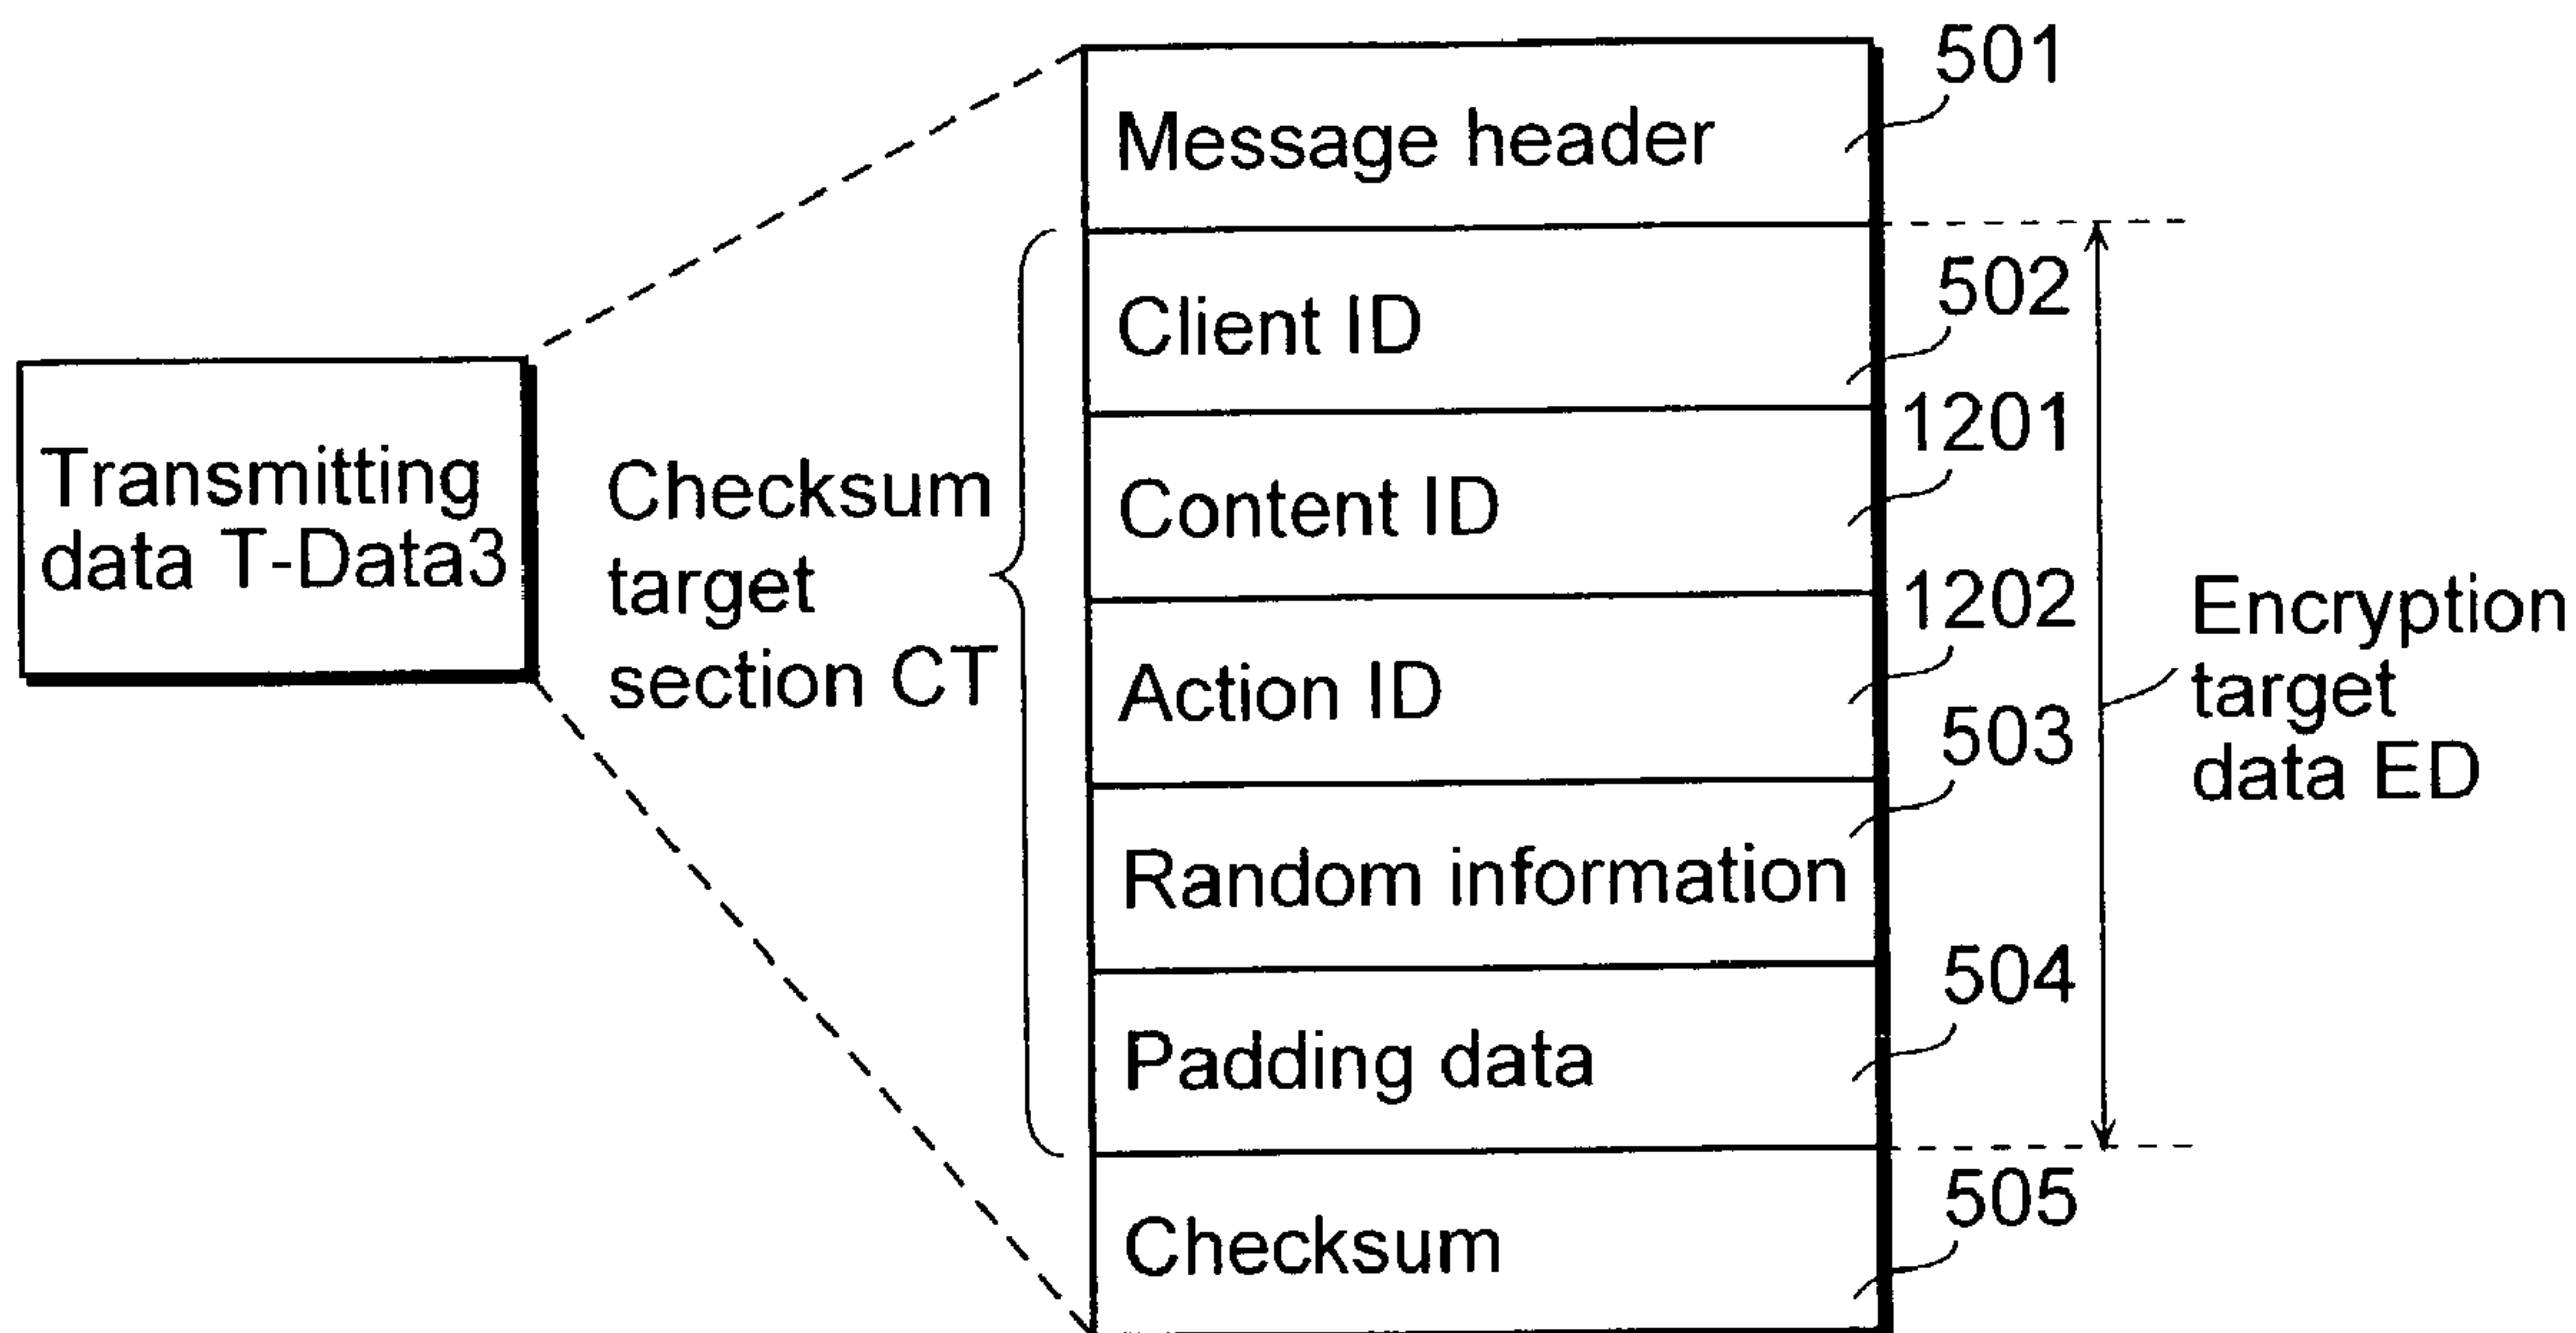 Transmitting
data T-Data3
Checksum
target
section CT
Message header
501
Client ID
502
Content ID
1201
Action ID
1202
Random information
503
Padding data
504
Checksum
505
Encryption
target
data ED